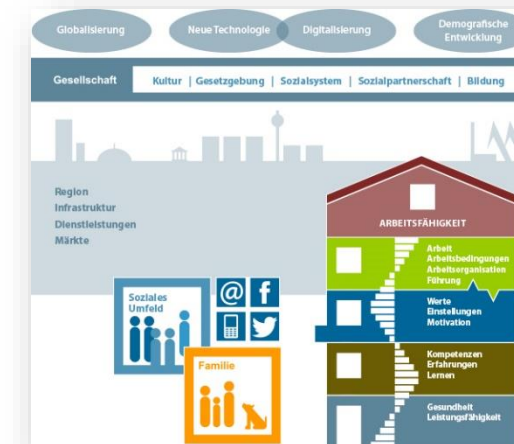 Globalisierung
Neue Technologie
Digitalisierung
Demografische
Entwicklung
Gesellschaft
Kultur | Gesetzgebung | Sozialsystem | Sozialpartnerschaft | Bildung
Region
Infrastruktur
Dienstleistungen
Märkte
ARBEITSFÄHIGKEIT
Arbeit
Arbeitsbedingungen
Arbeitsorganisation
Führung
Soziales
Umfeld
@
f
Werte
Einstellungen
Motivation
Familie
Kompetenzen
Erfahrungen
Lernen
Gesundheit
Leistungsfähigkeit